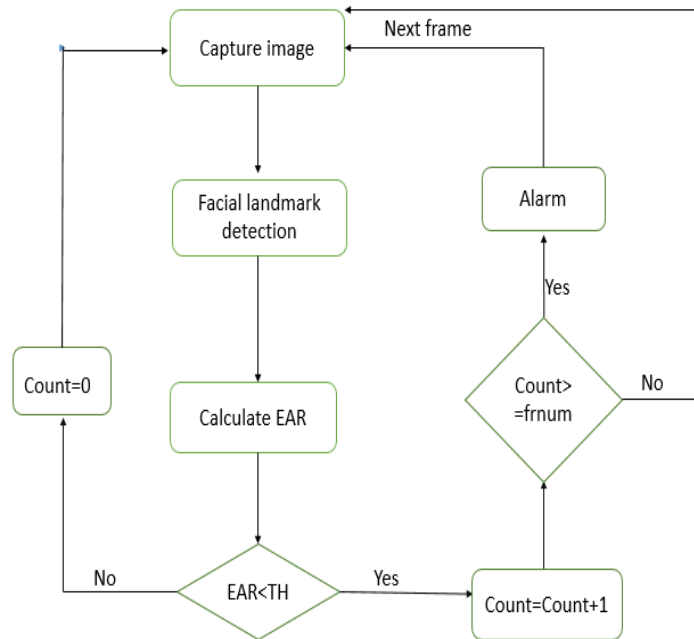 Next frame
Capture image
Facial landmark
detection
Alarm
Yes
Count=0
Calculate EAR
Count>
=frnum
No
No
EAR<TH
Yes
Count=Count+1